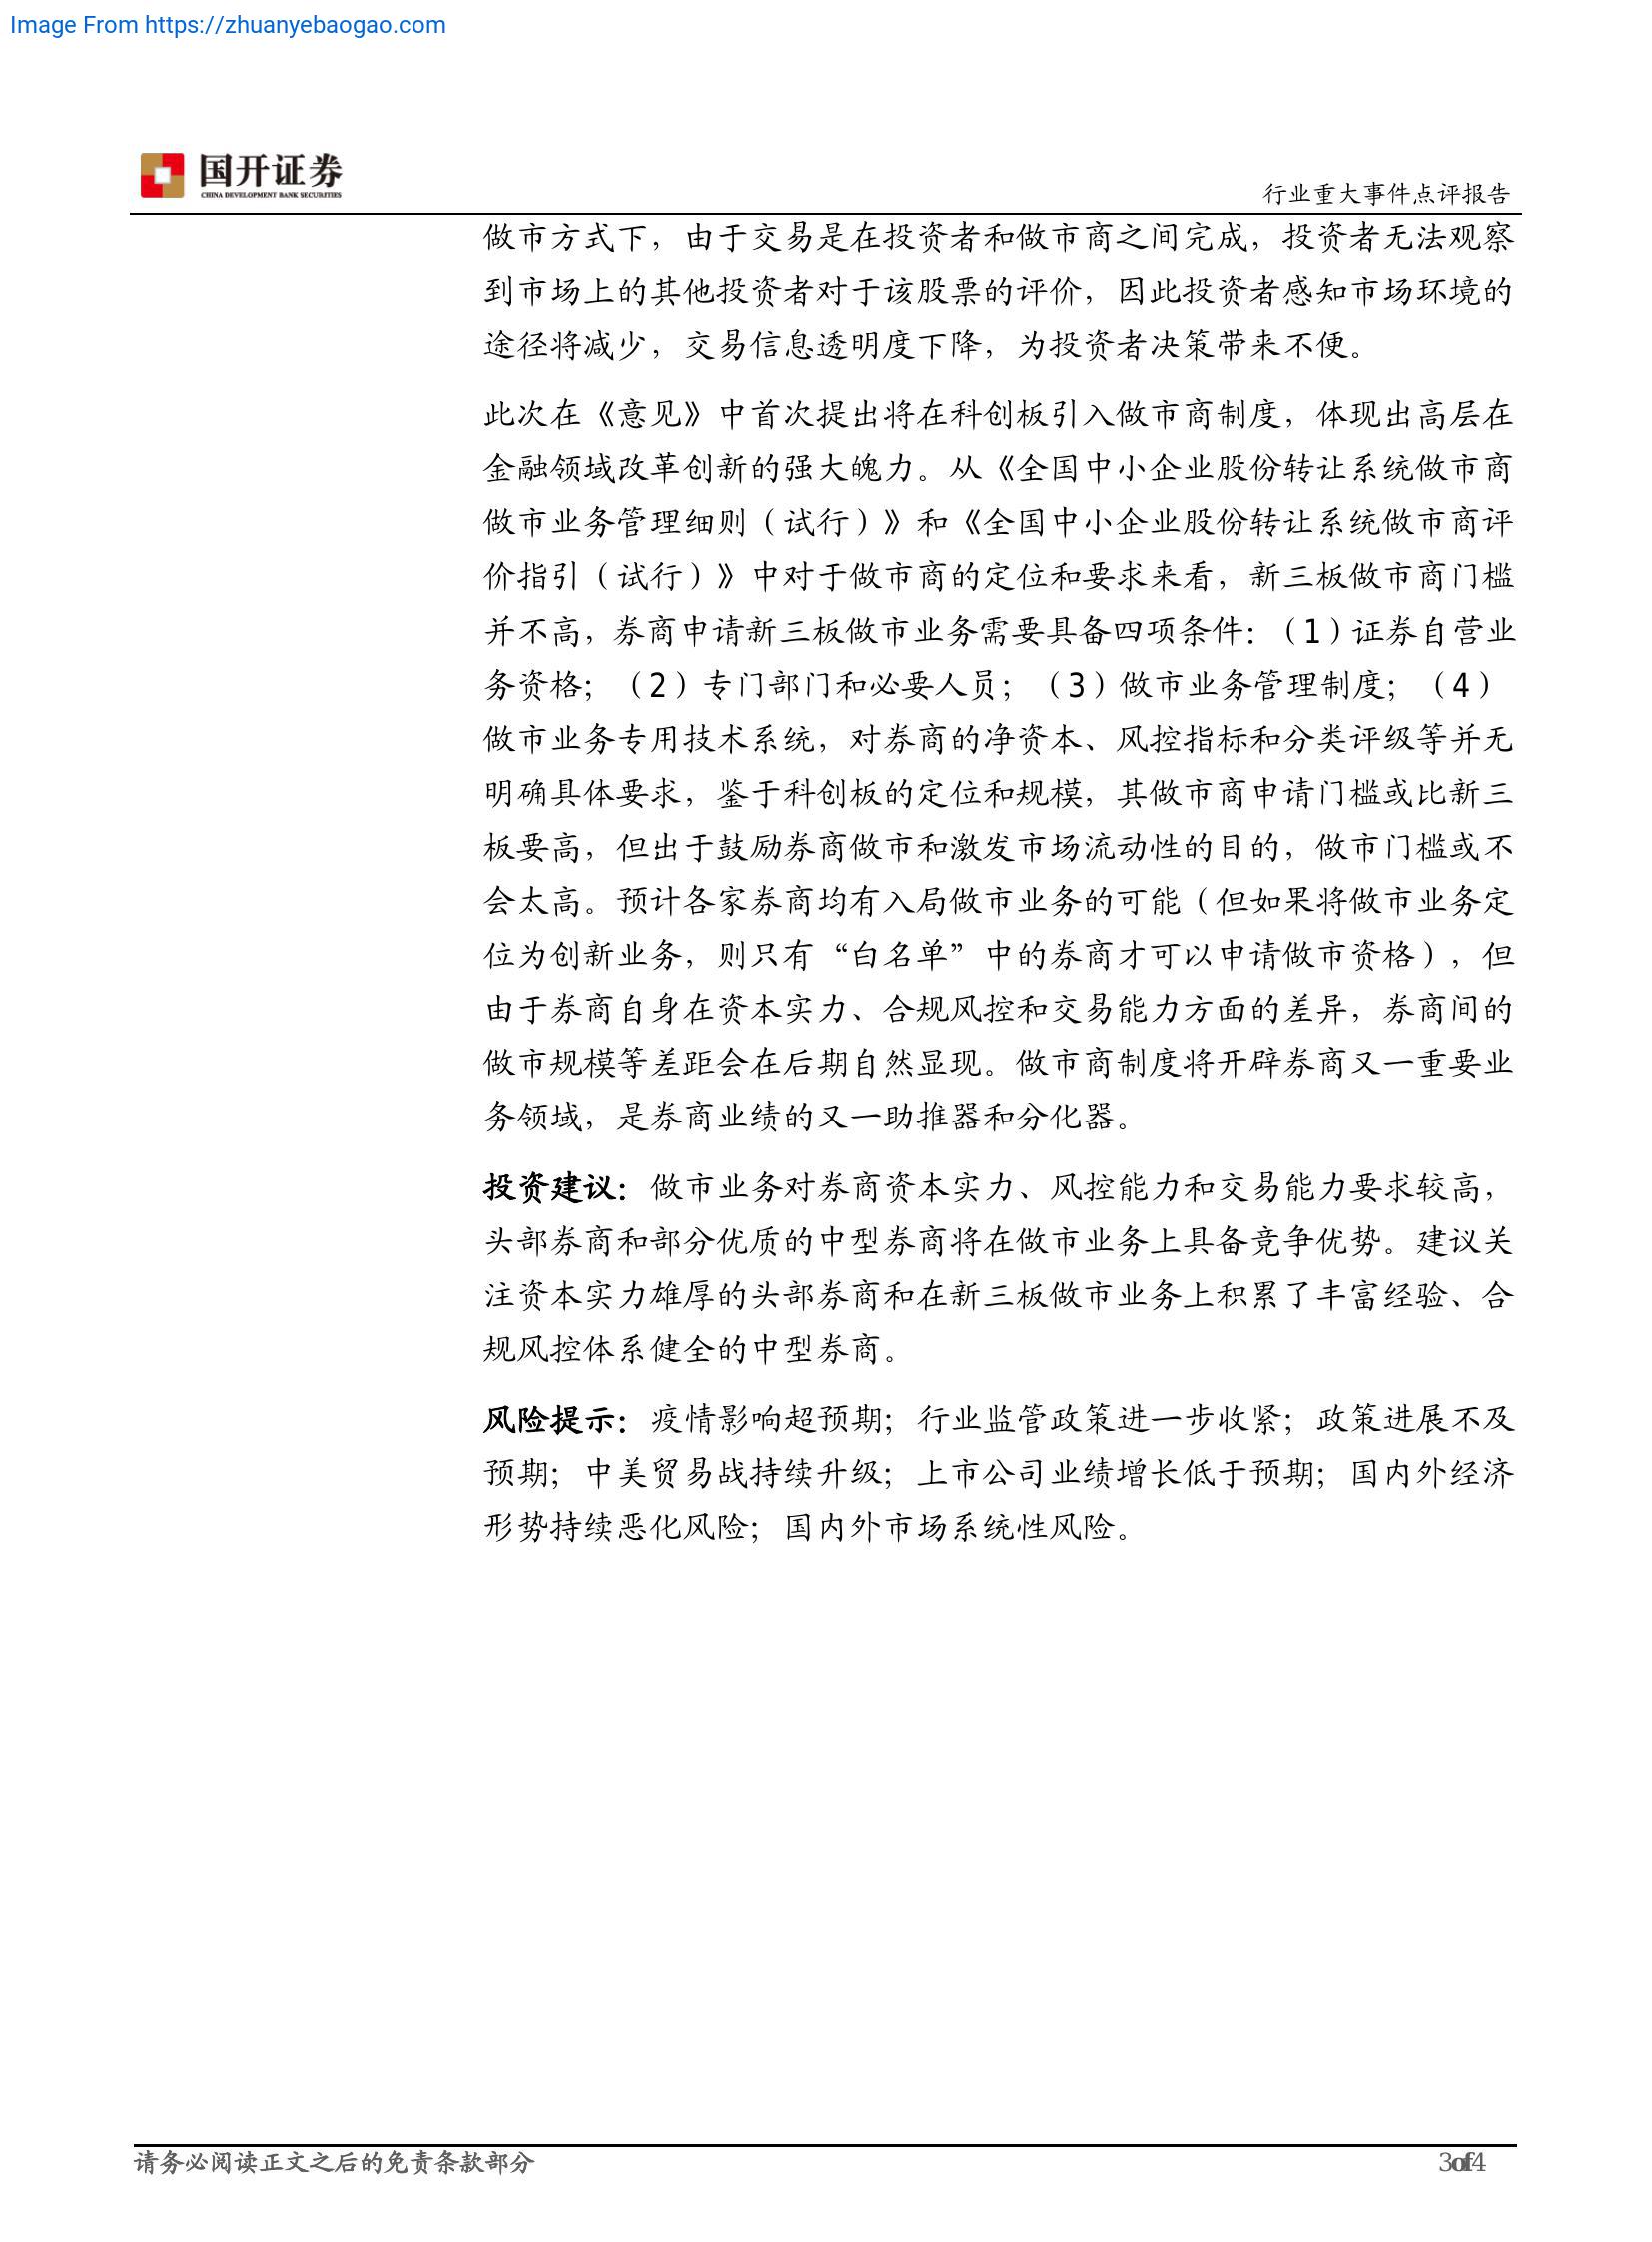 Image From https://zhuanyebaogao.com
国开证券
CHINA DEVELOPMENT BANK SECURITIES
行业重大事件点评报告
做市方式下，由于交易是在投资者和做市商之间完成，投资者无法观察
到市场上的其他投资者对于该股票的评价，因此投资者感知市场环境的
途径将减少，交易信息透明度下降，为投资者决策带来不便。
此次在《意见》中首次提出将在科创板引入做市商制度，体现出高层在
金融领域改革创新的强大魄力。从《全国中小企业股份转让系统做市商
做市业务管理细则（试行）》和《全国中小企业股份转让系统做市商评
价指引（试行）》中对于做市商的定位和要求来看，新三板做市商门槛
并不高，券商申请新三板做市业务需要具备四项条件：（1）证券自营业
务资格；（2）专门部门和必要人员；（3）做市业务管理制度；（4）
做市业务专用技术系统，对券商的净资本、风控指标和分类评级等并无
明确具体要求，鉴于科创板的定位和规模，其做市商申请门槛或比新三
板要高，但出于鼓励券商做市和激发市场流动性的目的，做市门槛或不
会太高。预计各家券商均有入局做市业务的可能（但如果将做市业务定
位为创新业务，则只有“白名单”中的券商才可以申请做市资格），但
由于券商自身在资本实力、合规风控和交易能力方面的差异，券商间的
做市规模等差距会在后期自然显现。做市商制度将开辟券商又一重要业
务领域，是券商业绩的又一助推器和分化器。
投资建议：做市业务对券商资本实力、风控能力和交易能力要求较高，
头部券商和部分优质的中型券商将在做市业务上具备竞争优势。建议关
注资本实力雄厚的头部券商和在新三板做市业务上积累了丰富经验、合
规风控体系健全的中型券商。
风险提示：疫情影响超预期；行业监管政策进一步收紧；政策进展不及
预期；中美贸易战持续升级；上市公司业绩增长低于预期；国内外经济
形势持续恶化风险；国内外市场系统性风险。
请务必阅读正文之后的免责条款部分
3of4